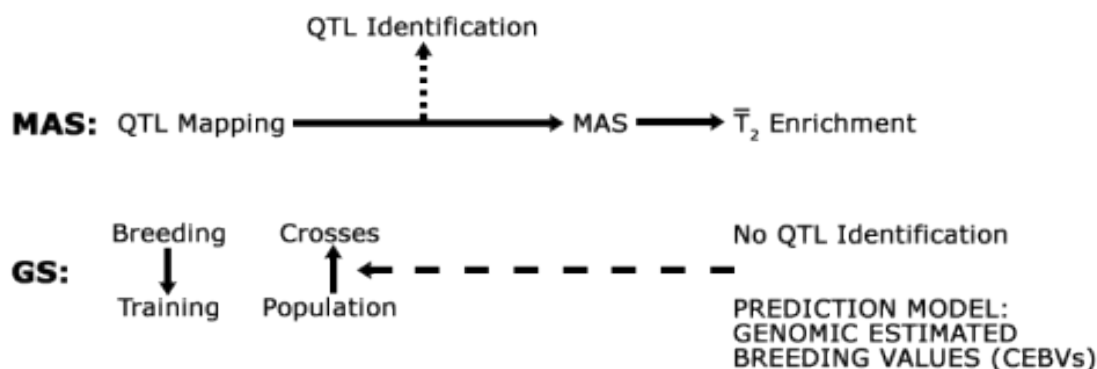 QTL Identification
MAS: QTL Mapping MAS T̿₂ Enrichment
Breeding Crosses No QTL Identification
GS:
Training Population PREDICTION MODEL:
GENOMIC ESTIMATED
BREEDING VALUES (CEBVs)